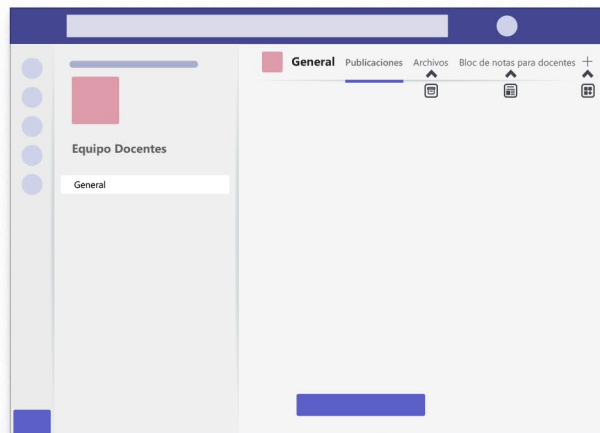 General Publicaciones Archivos Bloc de notas para docentes +
Equipo Docentes
General